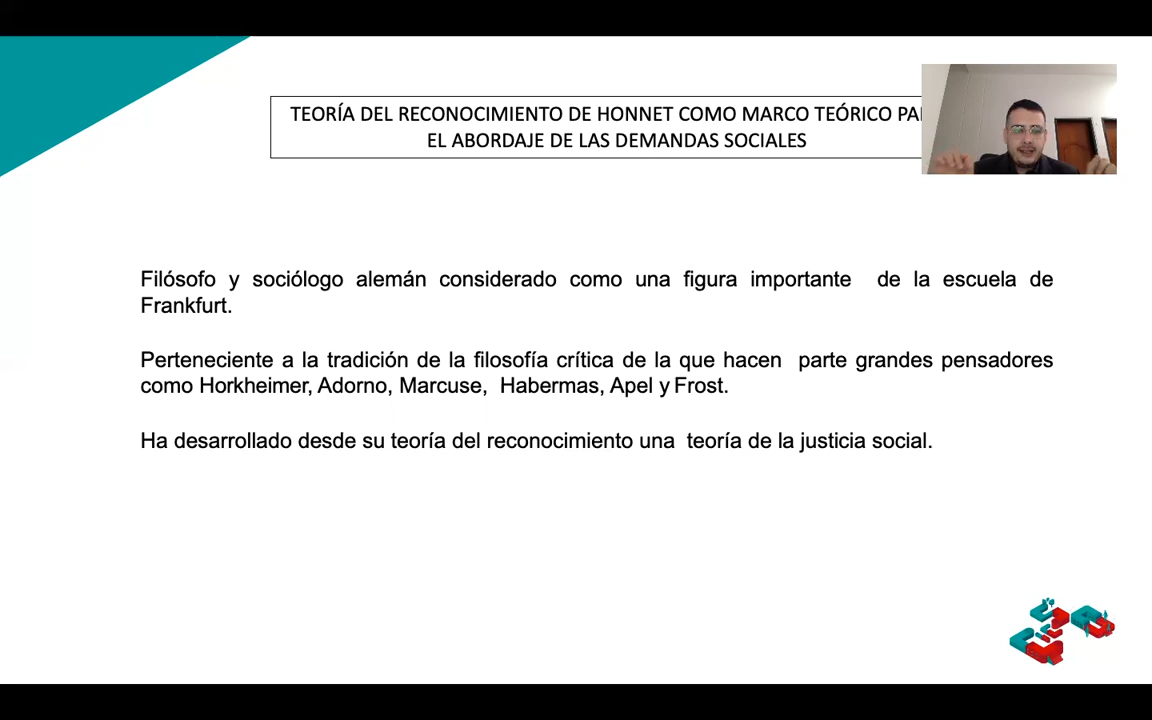 TEORÍA DEL RECONOCIMIENTO DE HONNET COMO MARCO TEÓRICO
EL ABORDAJE DE LAS DEMANDAS SOCIALES
Filósofo y sociólogo alemán considerado como una figura importante de la escuela de
Frankfurt.
Perteneciente a la tradición de la filosofía crítica de la que hacen parte grandes pensadores
como Horkheimer, Adorno, Marcuse, Habermas, Apel y Frost.
Ha desarrollado desde su teoría del reconocimiento una teoría de la justicia social.